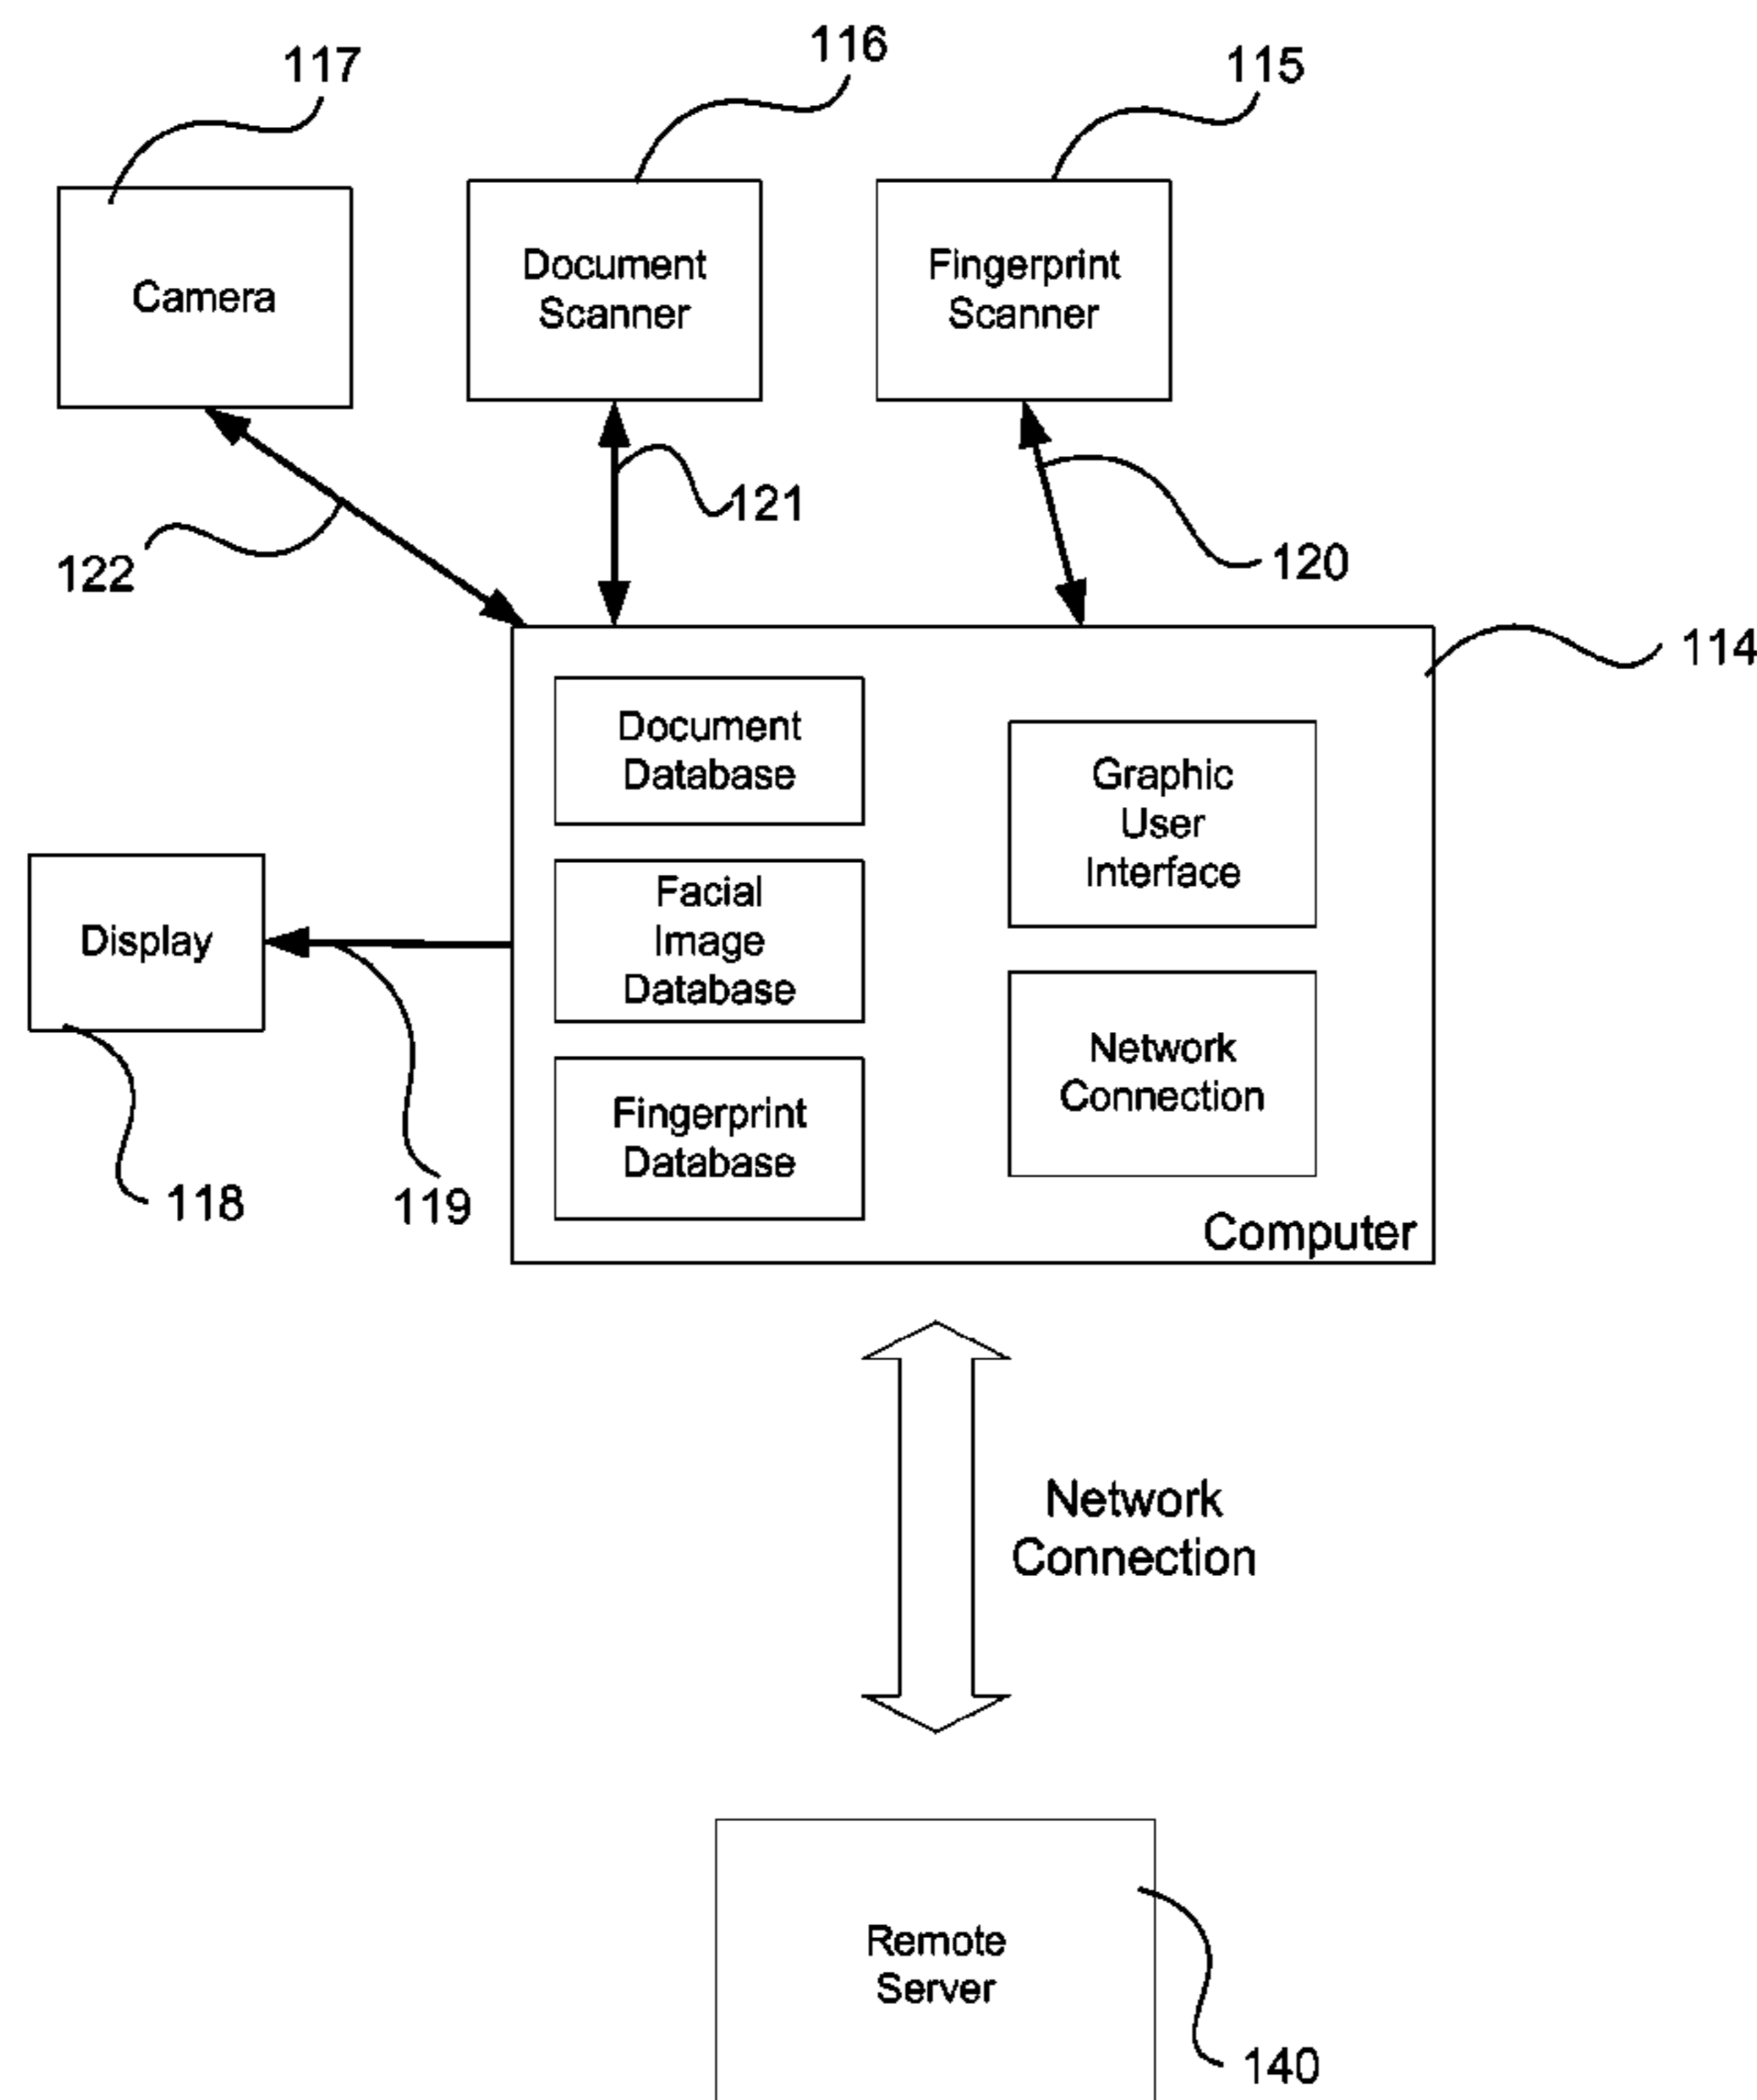 117
116
115
Camera
Document
Scanner
Fingerprint
Scanner
122
121
120
114
Document
Database
Graphic
User
Interface
Facial
Image
Database
Display
Network
Connection
Fingerprint
Database
118
119
Computer
Network
Connection
Remote
Server
140